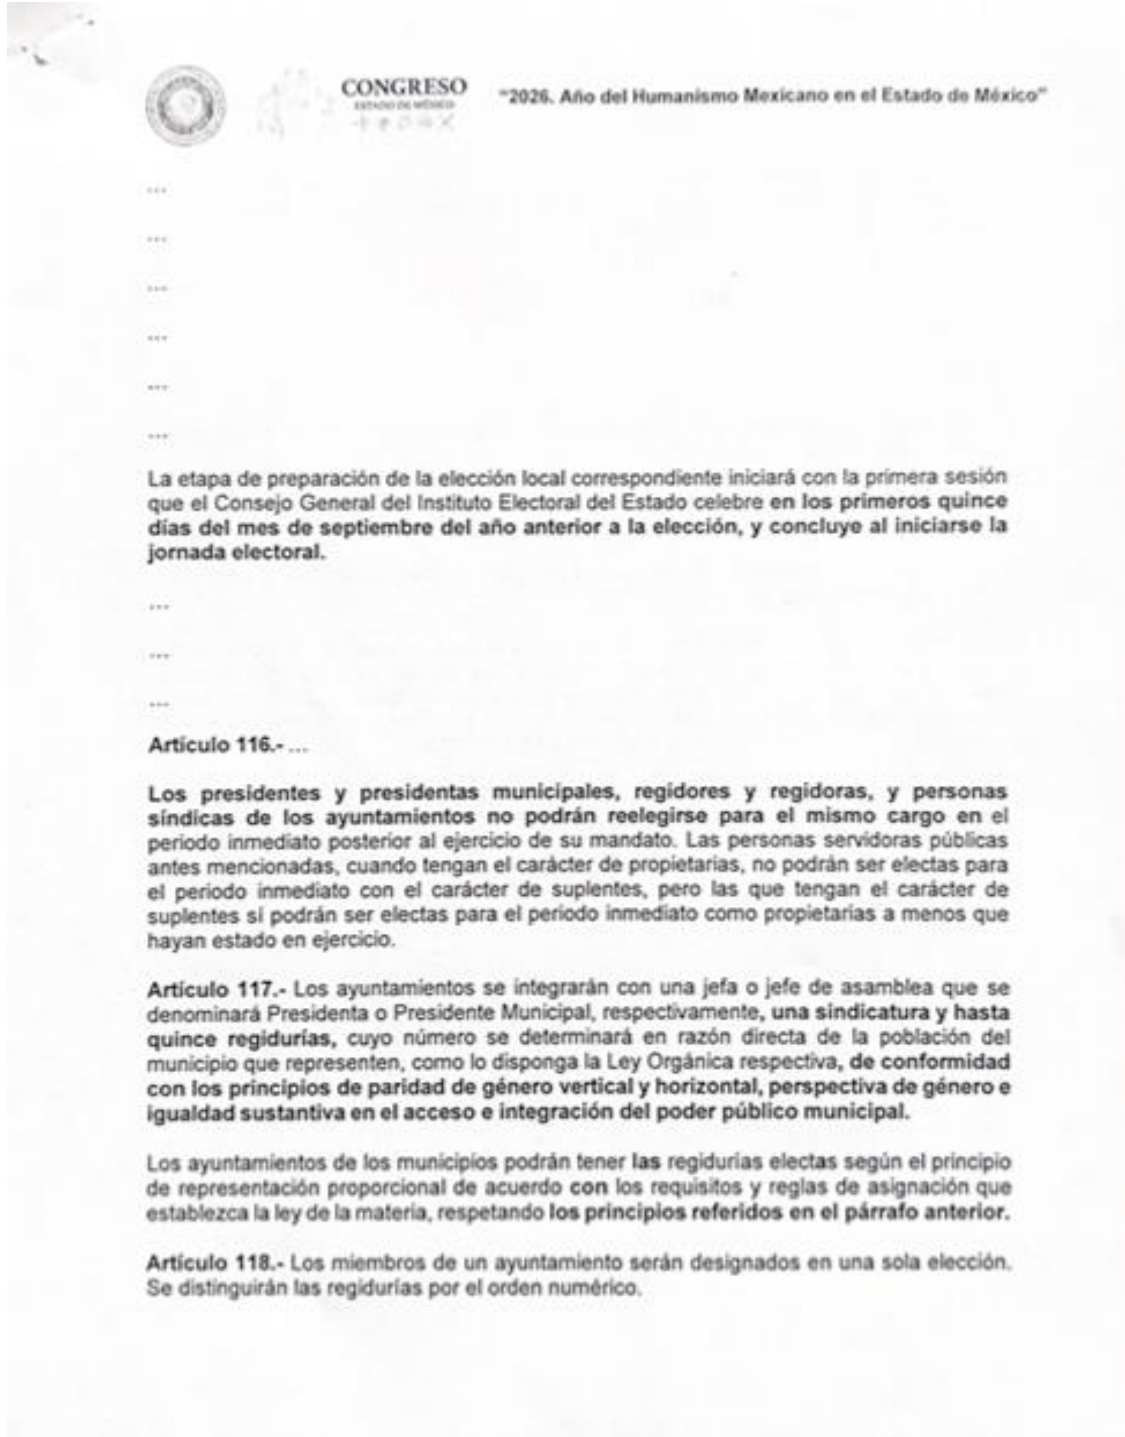 CONGRESO
ESTADO DE MÉXICO
"2026. Año del Humanismo Mexicano en el Estado de México"
...
...
...
...
...
...
La etapa de preparación de la elección local correspondiente iniciará con la primera sesión
que el Consejo General del Instituto Electoral del Estado celebre en los primeros quince
días del mes de septiembre del año anterior a la elección, y concluye al iniciarse la
jornada electoral.
...
...
...
Artículo 116.- ...
Los presidentes y presidentas municipales, regidores y regidoras, y personas
síndicas de los ayuntamientos no podrán reelegirse para el mismo cargo en el
periodo inmediato posterior al ejercicio de su mandato. Las personas servidoras públicas
antes mencionadas, cuando tengan el carácter de propietarias, no podrán ser electas para
el periodo inmediato con el carácter de suplentes, pero las que tengan el carácter de
suplentes sí podrán ser electas para el periodo inmediato como propietarias a menos que
hayan estado en ejercicio.
Artículo 117.- Los ayuntamientos se integrarán con una jefa o jefe de asamblea que se
denominará Presidenta o Presidente Municipal, respectivamente, una sindicatura y hasta
quince regidurías, cuyo número se determinará en razón directa de la población del
municipio que representen, como lo disponga la Ley Orgánica respectiva, de conformidad
con los principios de paridad de género vertical y horizontal, perspectiva de género e
igualdad sustantiva en el acceso e integración del poder público municipal.
Los ayuntamientos de los municipios podrán tener las regidurías electas según el principio
de representación proporcional de acuerdo con los requisitos y reglas de asignación que
establezca la ley de la materia, respetando los principios referidos en el párrafo anterior.
Artículo 118.- Los miembros de un ayuntamiento serán designados en una sola elección.
Se distinguirán las regidurías por el orden numérico.